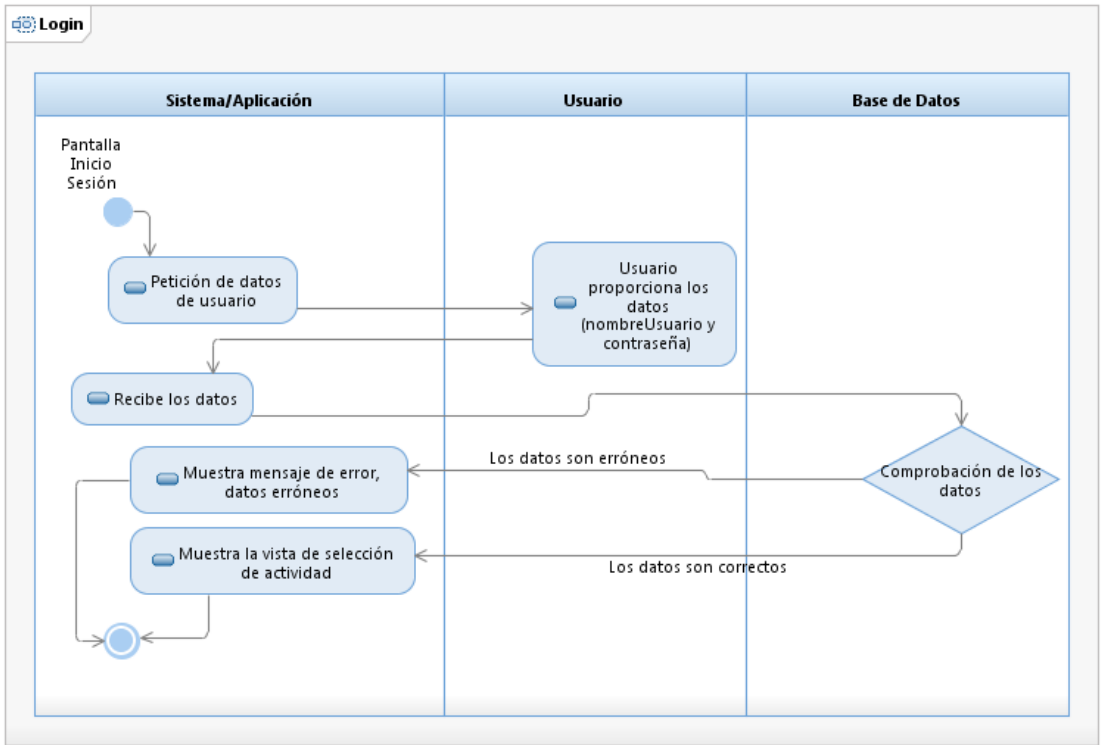 Login
Sistema/Aplicación
Usuario
Base de Datos
Pantalla
Inicio
Sesión
Petición de datos
de usuario
Usuario
proporciona los
datos
(nombreUsuario y
contraseña)
Recibe los datos
Comprobación de los
datos
Los datos son erróneos
Muestra mensaje de error,
datos erróneos
Los datos son correctos
Muestra la vista de selección
de actividad